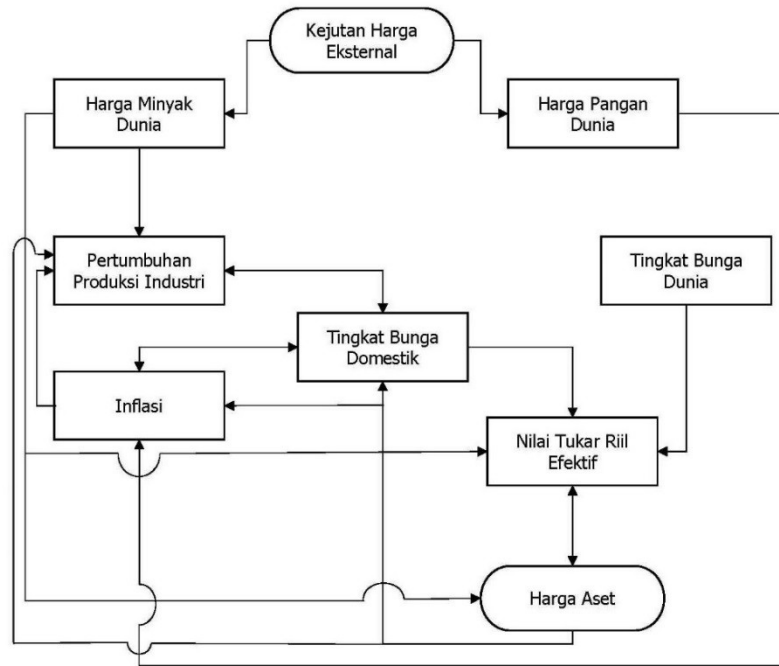 Kejutan Harga
Eksternal
Harga Minyak
Dunia
Harga Pangan
Dunia
Pertumbuhan
Produksi Industri
Tingkat Bunga
Dunia
Tingkat Bunga
Domestik
Inflasi
Nilai Tukar Riil
Efektif
Harga Aset